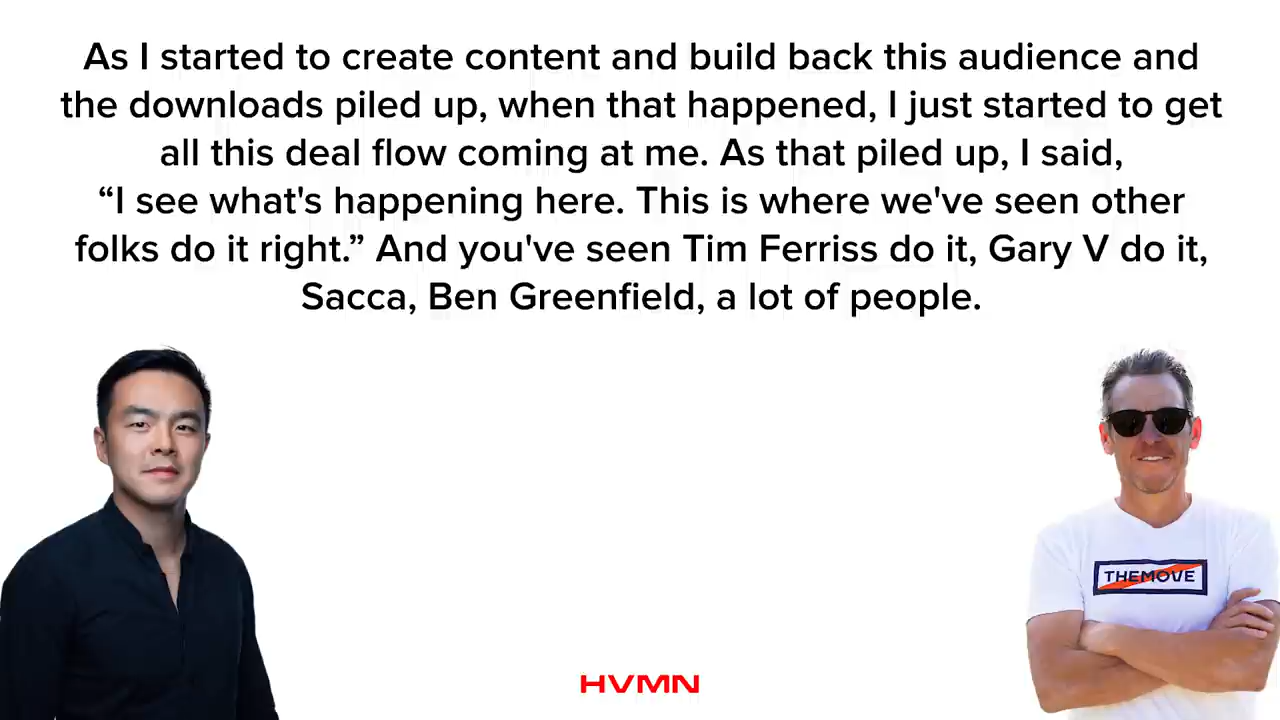 As I started to create content and build back this audience and
the downloads piled up, when that happened, I just started to get
all this deal flow coming at me. As that piled up, I said,
“I see what's happening here. This is where we've seen other
folks do it right.” And you've seen Tim Ferriss do it, Gary V do it,
Sacca, Ben Greenfield, a lot of people.
THEMOVE
HVMN